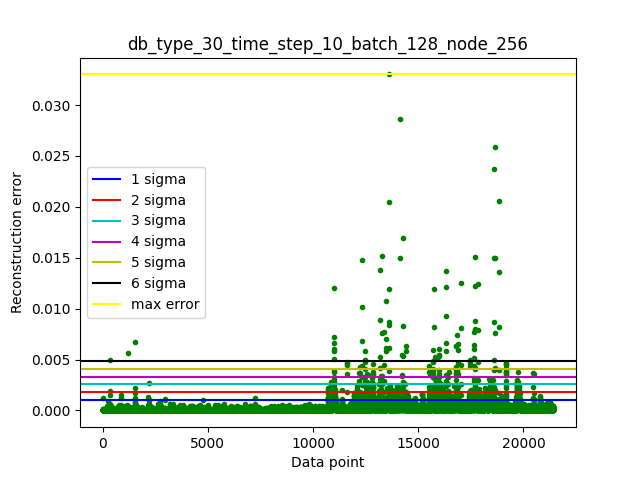 db_type_30_time_step_10_batch_128_node_256
Reconstruction error
0.030
0.025
0.020
0.015
0.010
0.005
0.000
1 sigma
2 sigma
3 sigma
4 sigma
5 sigma
6 sigma
max error
0 5000 10000 15000 20000
Data point